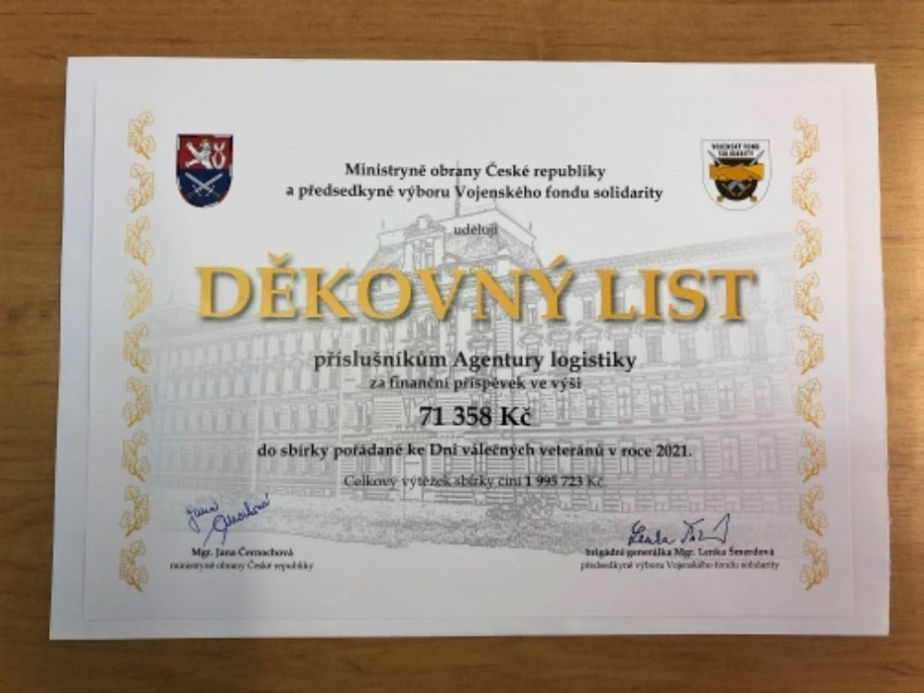 VOJENSKÝ FOND
SOLIDARITY
Ministryně obrany České republiky
a předsedkyně výboru Vojenského fondu solidarity
udělují
DĚKOVNÝ LIST
příslušníkům Agentury logistiky
za finanční příspěvek ve výši
71 358 Kč
do sbírky pořádané ke Dni válečných veteránů v roce 2021.
Celkový výtěžek sbírky činí 1 995 723 Kč.
Mgr. Jana Černochová
ministryně obrany České republiky
brigádní generálka Mgr. Lenka Šmerdová
předsedkyně výboru Vojenského fondu solidarity